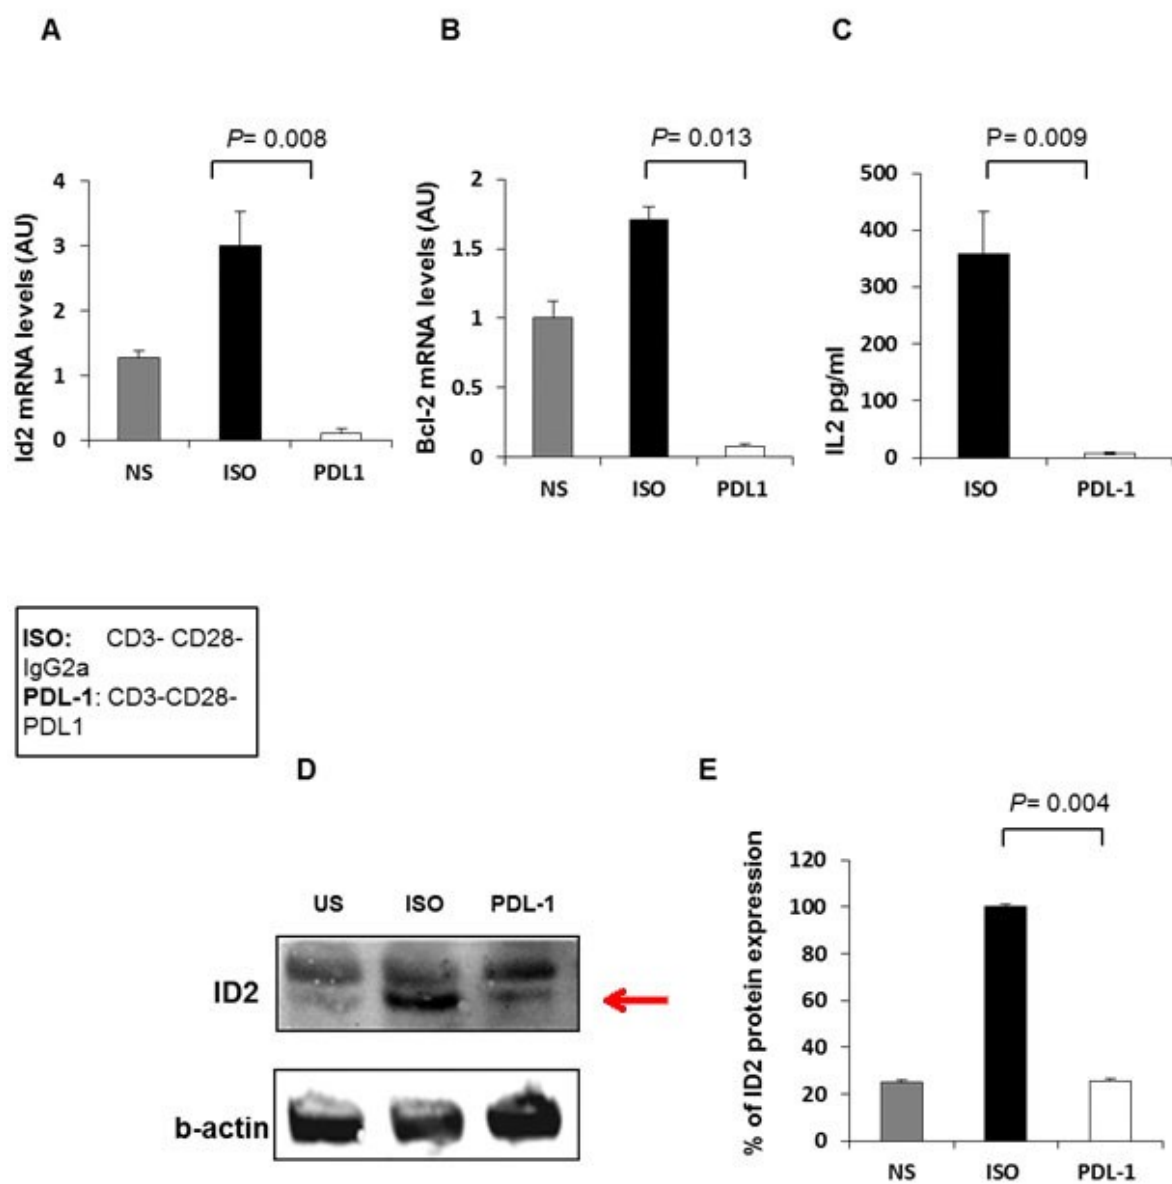 A
B
C
P= 0.008
P= 0.013
P= 0.009
Id2 mRNA levels (AU)
4
3
2
1
0
NS ISO PDL1
Bcl-2 mRNA levels (AU)
2
1.5
1
0.5
0
NS ISO PDL1
IL2 pg/ml
500
400
300
200
100
0
ISO PDL-1
ISO: CD3- CD28-
IgG2a
PDL-1: CD3-CD28-
PDL1
D
US ISO PDL-1
ID2
b-actin
E
P= 0.004
% of ID2 protein expression
120
100
80
60
40
20
0
NS ISO PDL-1